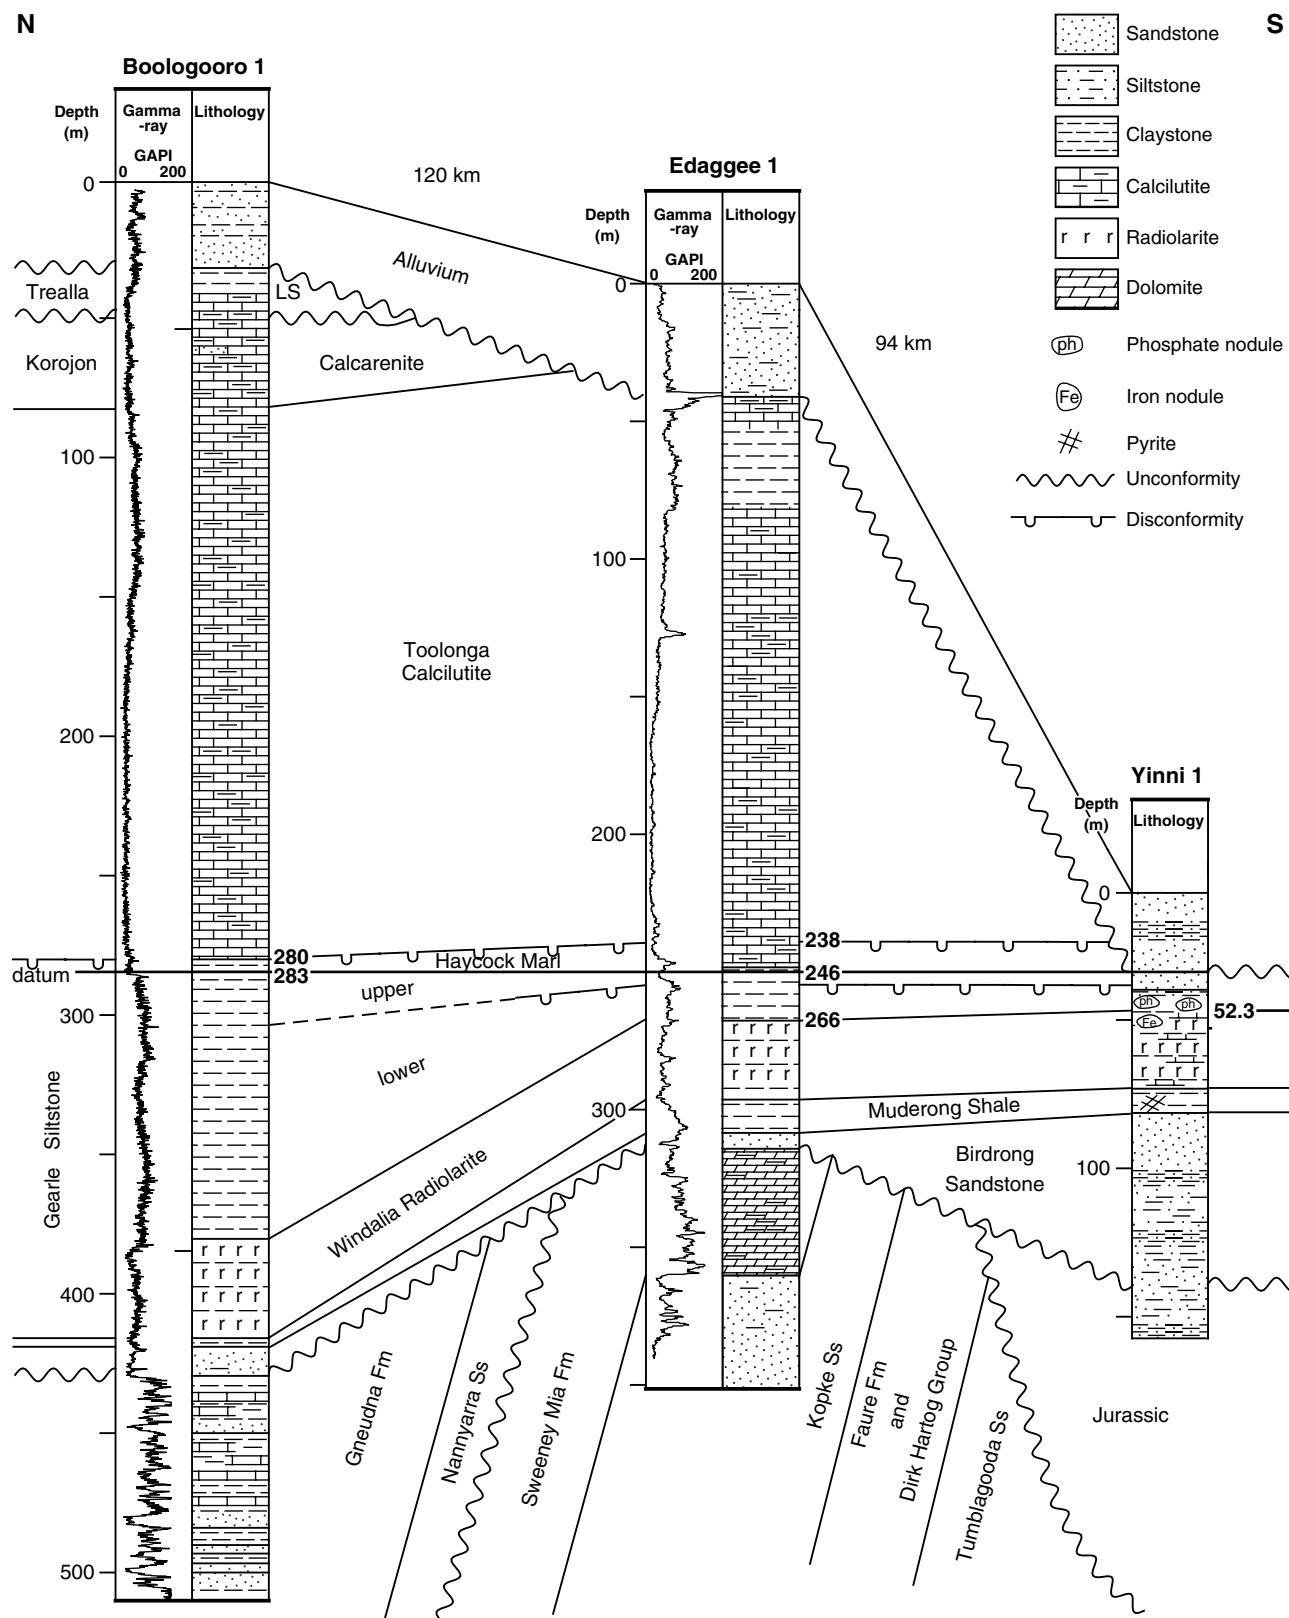 N
S
Sandstone
Siltstone
Claystone
Calcilutite
r r r
Radiolarite
Dolomite
ph
Phosphate nodule
Fe
Iron nodule
Pyrite
Unconformity
Disconformity
Boologooro 1
Depth
(m)
Gamma
-ray
GAPI
0 200
Lithology
0
100
200
300
400
500
Trealla
Korojon
datum
Gearle Siltstone
r r r r
r r r r
r r r r
r r r r
280
283
120 km
Alluvium
LS
Calcarenite
Toolonga
Calcilutite
Haycock Marl
upper
lower
Windalia Radiolarite
Gneudna Fm
Nannyarra Ss
Sweeney Mia Fm
Edaggee 1
Depth
(m)
Gamma
-ray
GAPI
0 200
Lithology
0
100
200
300
r r r r
r r r r
r r r r
238
246
266
94 km
Muderong Shale
Birdrong
Sandstone
Kopke Ss
Faure Fm
and
Dirk Hartog Group
Tumblagooda Ss
Jurassic
Yinni 1
Depth
(m)
Lithology
0
100
ph
ph
Fe
r r
r r r r
r r r r
52.3